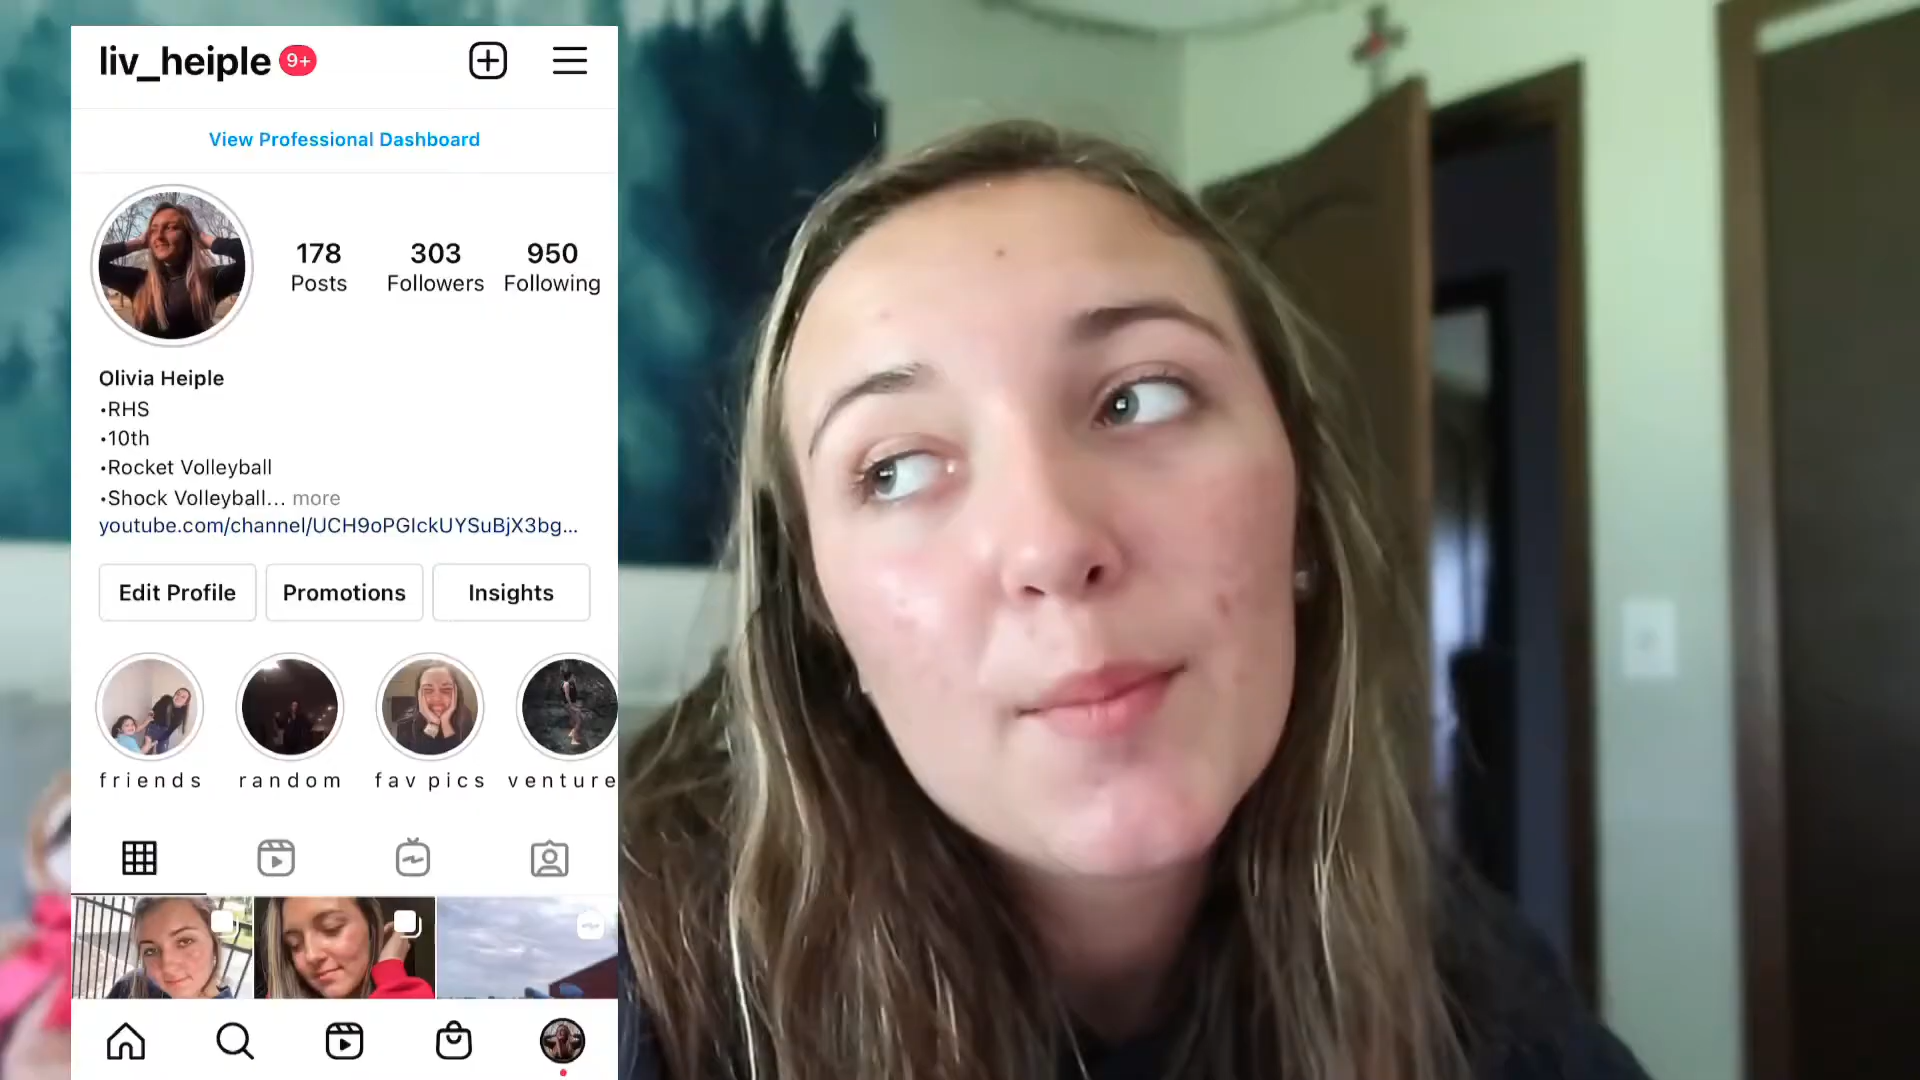 liv_heiple 9+
View Professional Dashboard
178 303 950
Posts Followers Following
Olivia Heiple
•RHS
•10th
•Rocket Volleyball
•Shock Volleyball... more
youtube.com/channel/UCH9oPGIckUYSuBjX3bg...
Edit Profile Promotions Insights
friends random fav pics venture